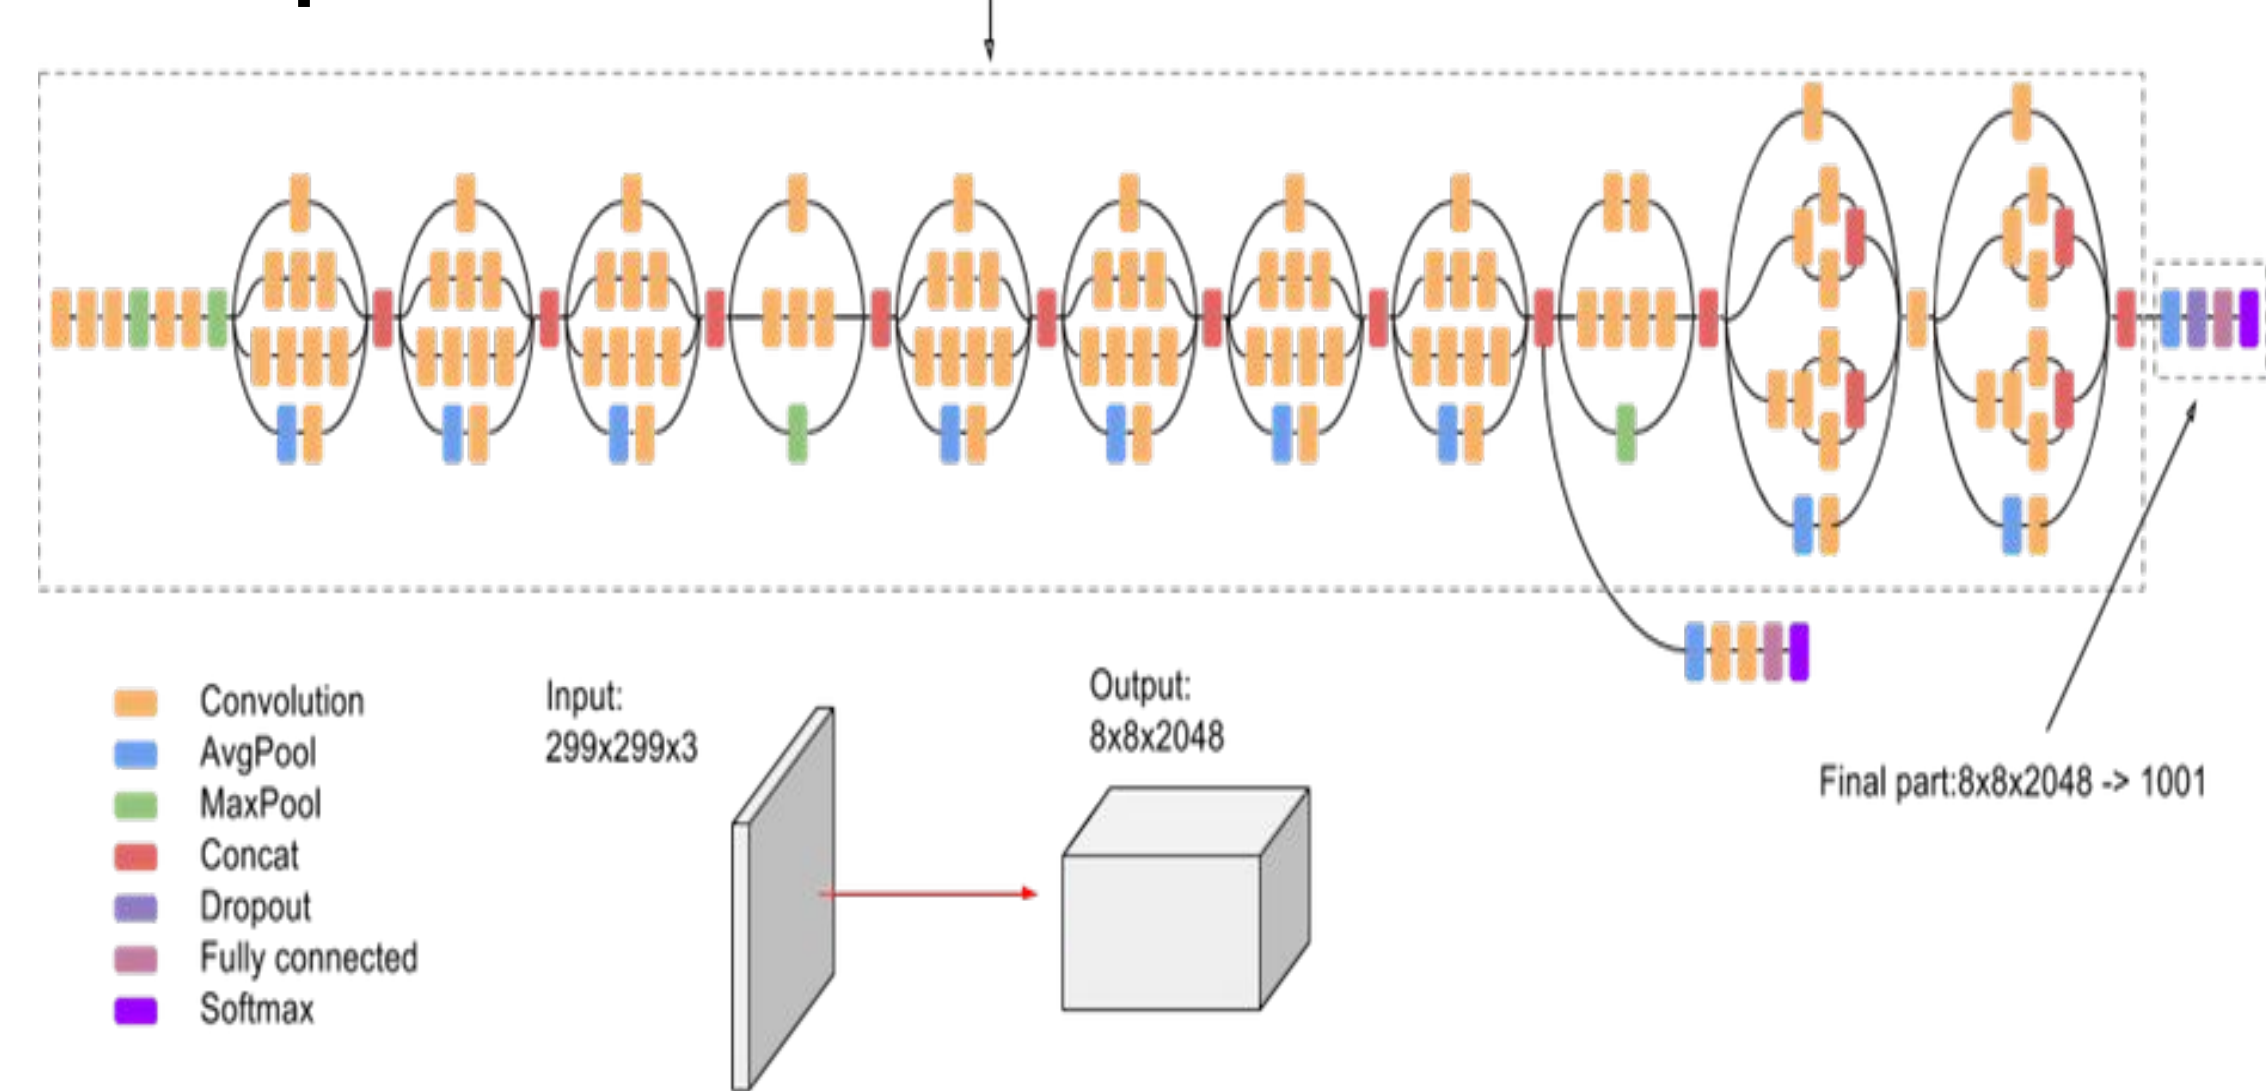 Input:
299x299x3
Output:
8x8x2048
Convolution
AvgPool
MaxPool
Concat
Dropout
Fully connected
Softmax
Final part:8x8x2048 -> 1001